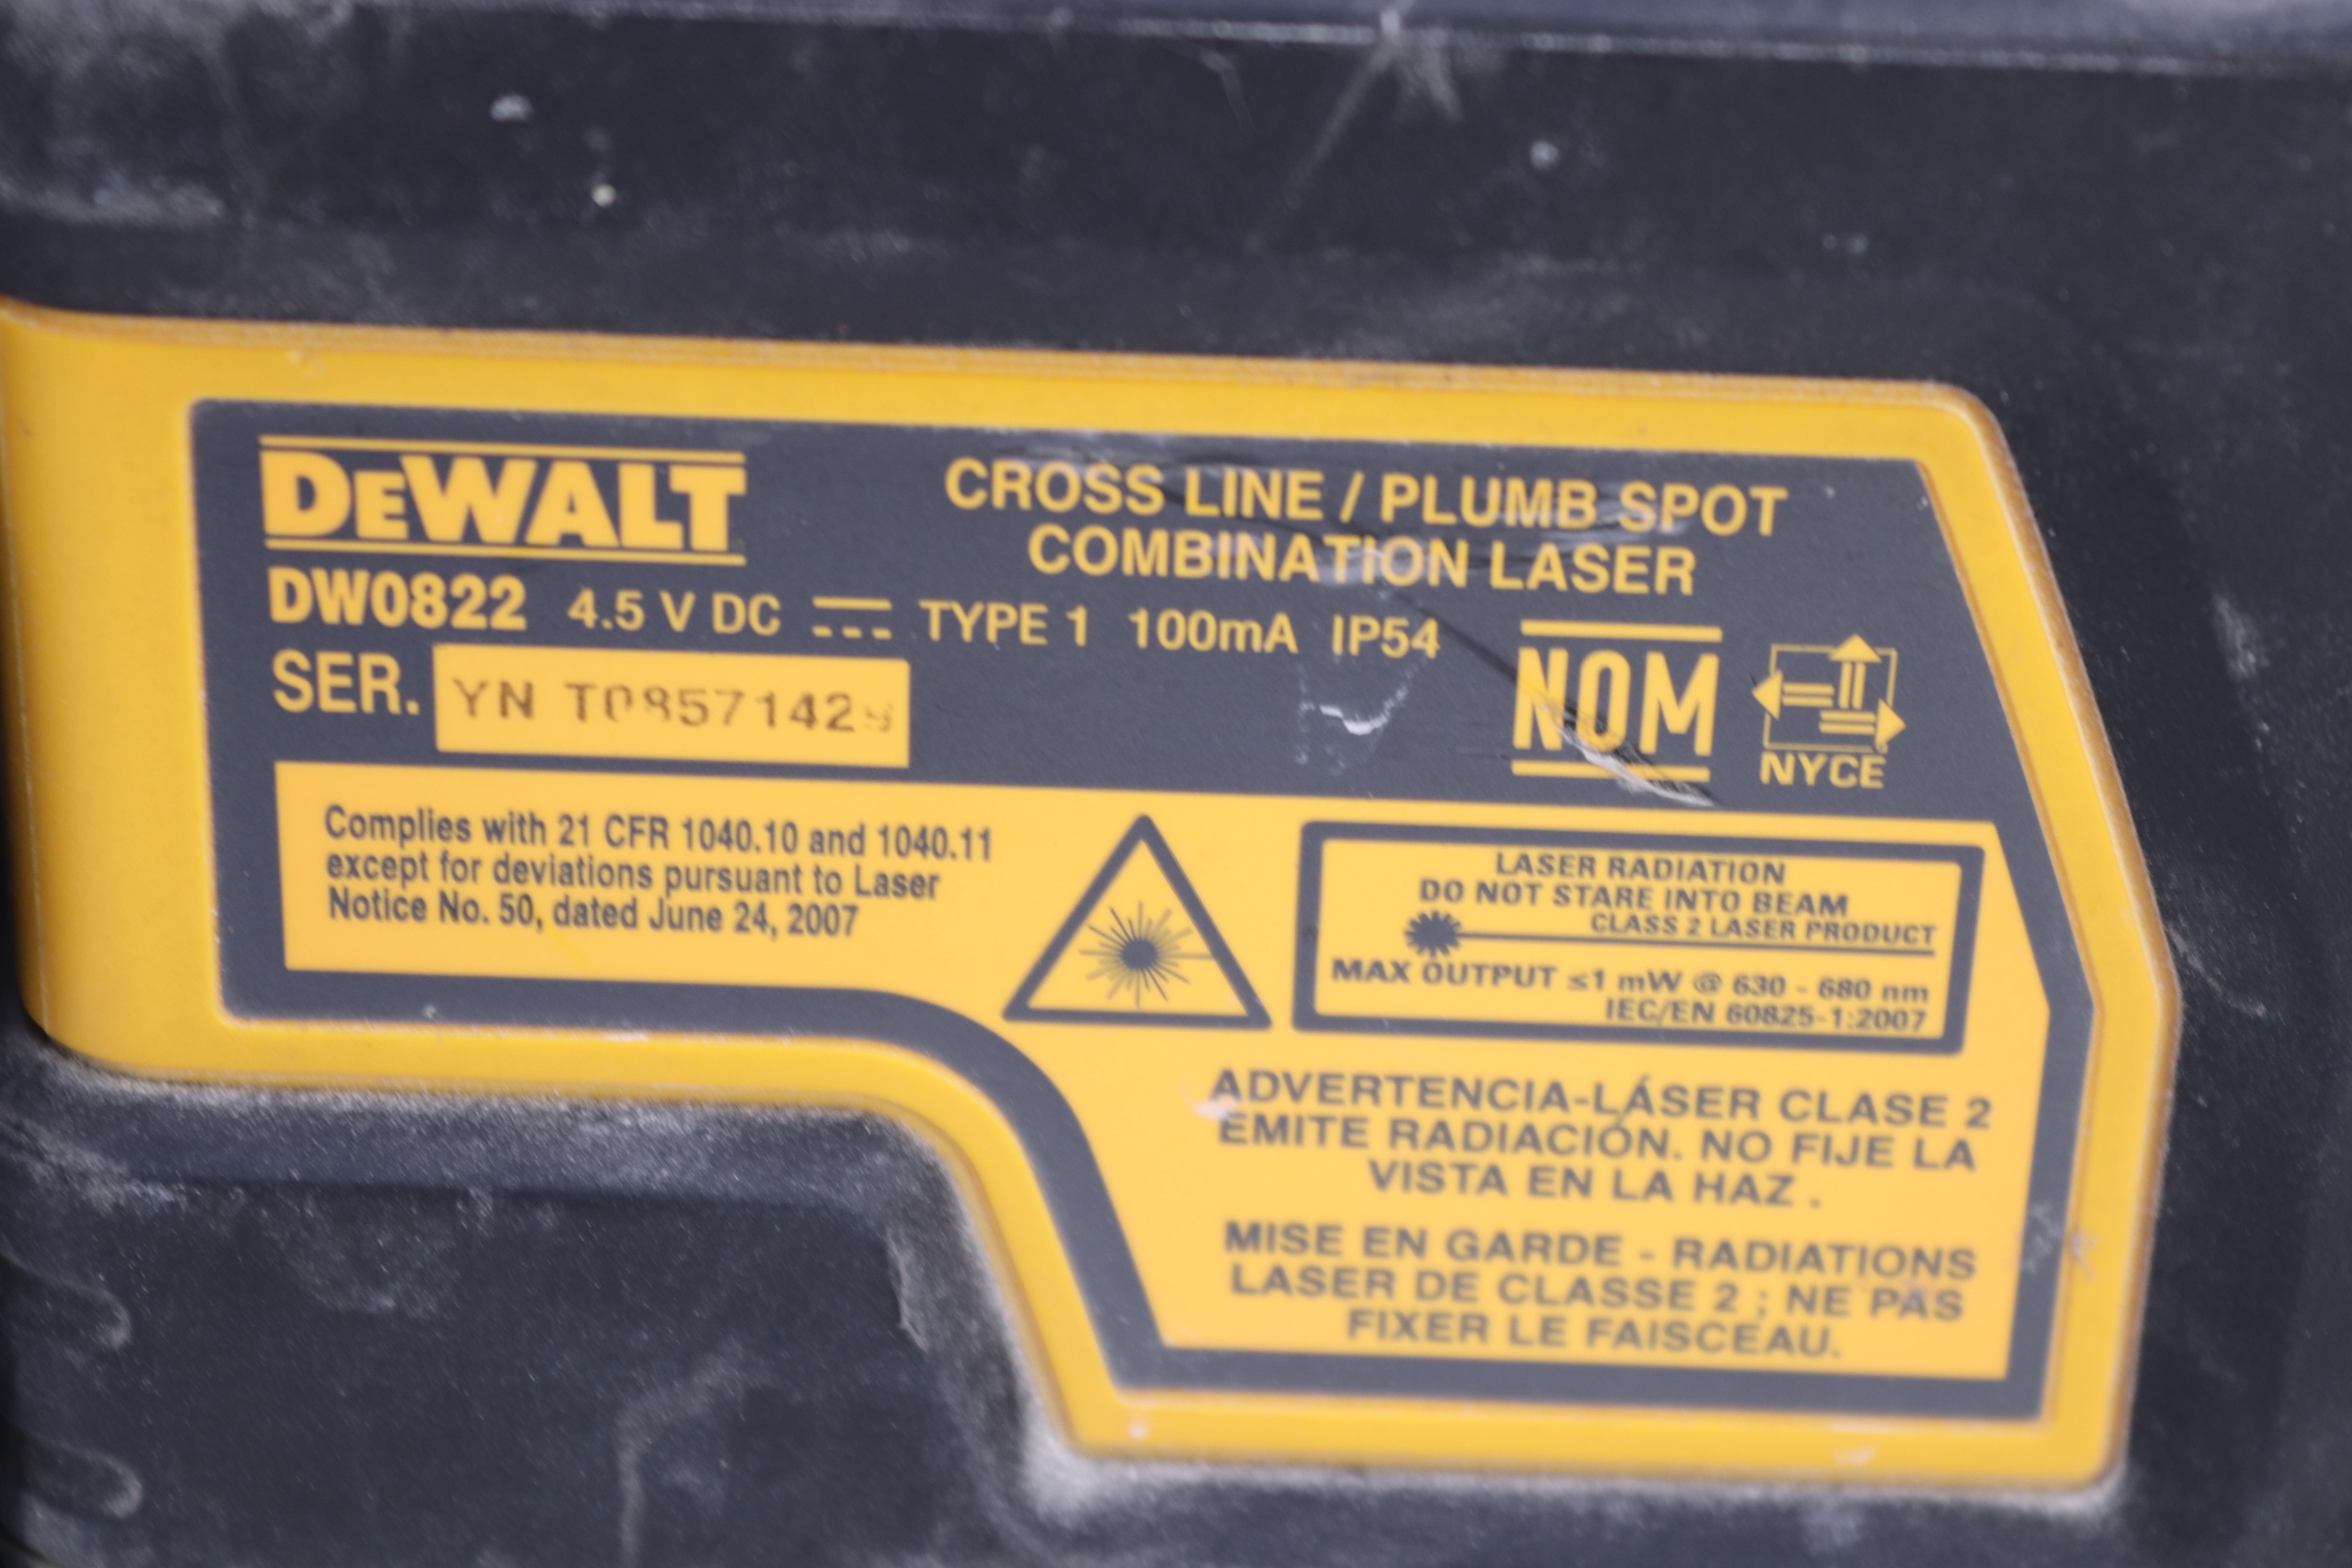 DEWALT
CROSS LINE / PLUMB SPOT
COMBINATION LASER
DW0822 4.5 V DC TYPE 1 100mA IP54
SER. YN
NOM
NYCE
Complies with 21 CFR 1040.10 and 1040.11
except for deviations pursuant to Laser
Notice No. 50, dated June 24, 2007
LASER RADIATION
DO NOT STARE INTO BEAM
CLASS 2 LASER PRODUCT
MAX OUTPUT ≤1 mW @ 630 - 680 nm
IEC/EN 60825-1:2007
ADVERTENCIA-LÁSER CLASE 2
EMITE RADIACIÓN. NO FIJE LA
VISTA EN LA HAZ .
MISE EN GARDE - RADIATIONS
LASER DE CLASSE 2 ; NE PAS
FIXER LE FAISCEAU.